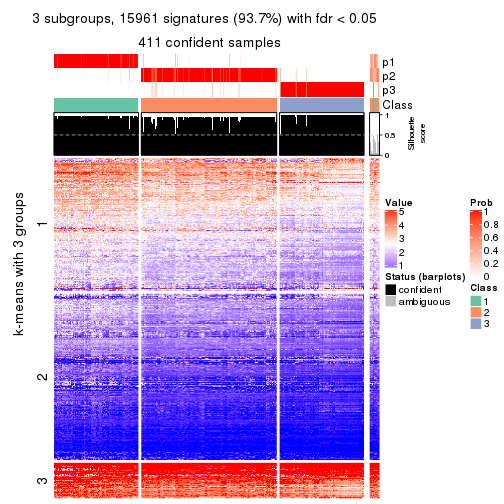 3 subgroups, 15961 signatures (93.7%) with fdr < 0.05
411 confident samples
p1
p2
p3
Class
1
0.5
0
Silhouette
score
k-means with 3 groups
1
2
3
Value
5
4
3
2
1
Status (barplots)
confident
ambiguous
Prob
1
0.8
0.6
0.4
0.2
0
Class
1
2
3